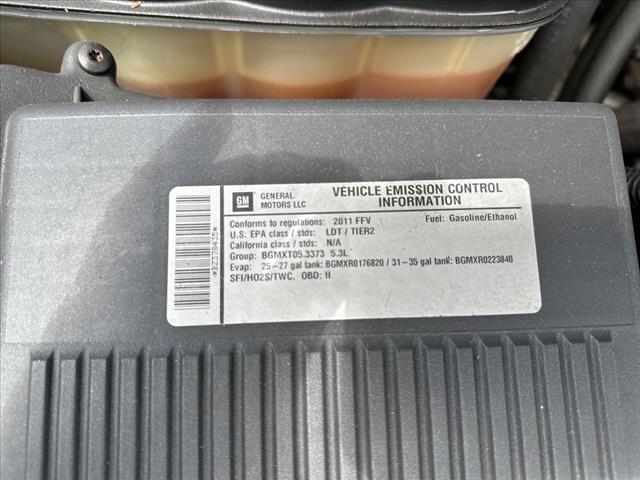 GM
GENERAL
MOTORS LLC
VEHICLE EMISSION CONTROL
INFORMATION
Conforms to regulations: 2011 FFV Fuel: Gasoline/Ethanol
U.S. EPA class / stds: LDT / TIER2
California class / stds: N/A
Group: BGMXT05.3373 5.3L
Evap: 25-27 gal tank: BGMXR0176820 / 31-35 gal tank: BGMXR0223840
SFI/HO2S/TWC, OBD: II
*B2378435*